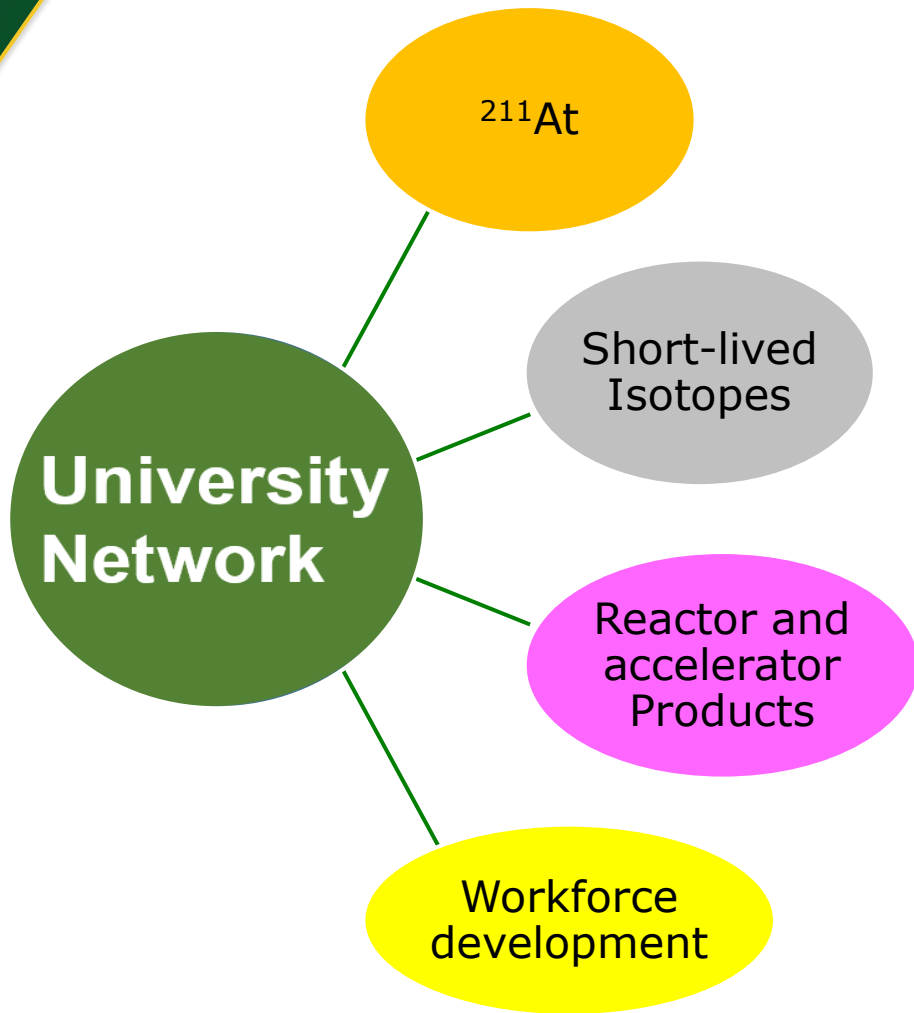 ²¹¹At
Short-lived
Isotopes
University
Network
Reactor and
accelerator
Products
Workforce
development